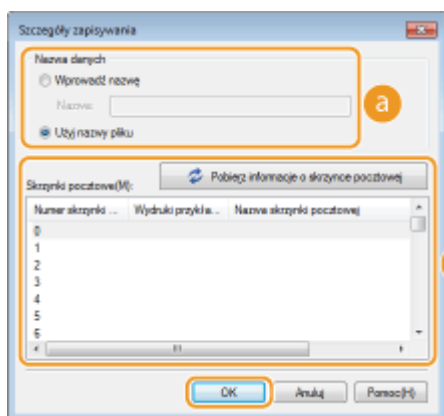 Szczegóły zapisywania
Nazwa danych
Wprowadź nazwę
Nazwa:
Użyj nazwy pliku
a
Pobierz informacje o skrzynce pocztowej
Skrzynki pocztowe(M):
Numer skrzynki ... Wydruki przykła... Nazwa skrzynki pocztowej
0
1
2
3
4
5
6
OK Anuluj Pomoc(H)